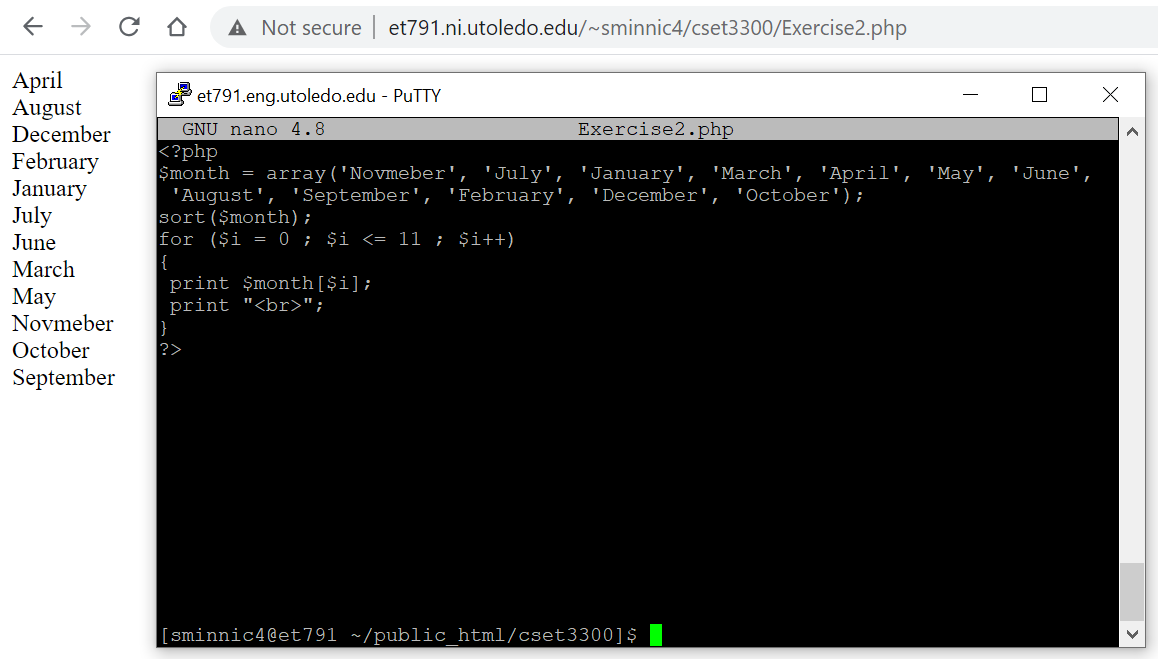 Not secure | et791.ni.utoledo.edu/~sminnic4/cset3300/Exercise2.php
April
August
December
February
January
July
June
March
May
Novmeber
October
September
et791.eng.utoledo.edu - PuTTY
GNU nano 4.8 Exercise2.php
<?php
$month = array('Novmeber', 'July', 'January', 'March', 'April', 'May', 'June',
 'August', 'September', 'February', 'December', 'October');
sort($month);
for ($i = 0 ; $i <= 11 ; $i++)
{
 print $month[$i];
 print "<br>";
}
?>
[sminnic4@et791 ~/public_html/cset3300]$